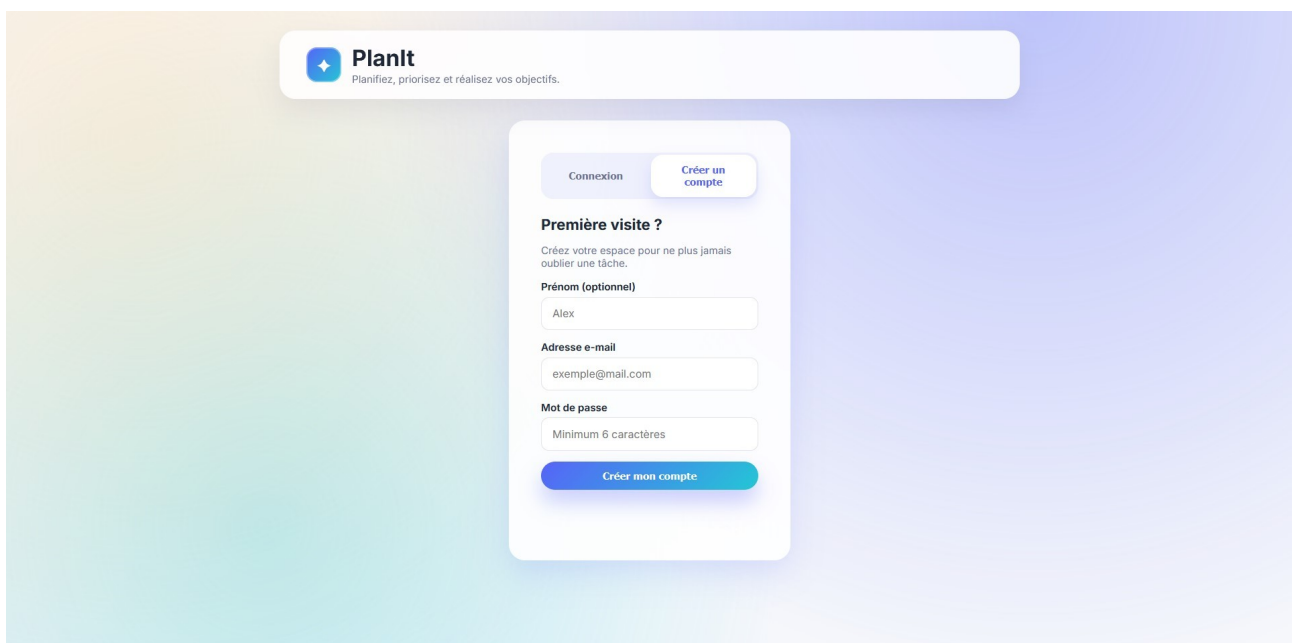 PlanIt
Planifiez, priorisez et réalisez vos objectifs.
Connexion
Créer un
compte
Première visite ?
Créez votre espace pour ne plus jamais
oublier une tâche.
Prénom (optionnel)
Alex
Adresse e-mail
exemple@mail.com
Mot de passe
Minimum 6 caractères
Créer mon compte